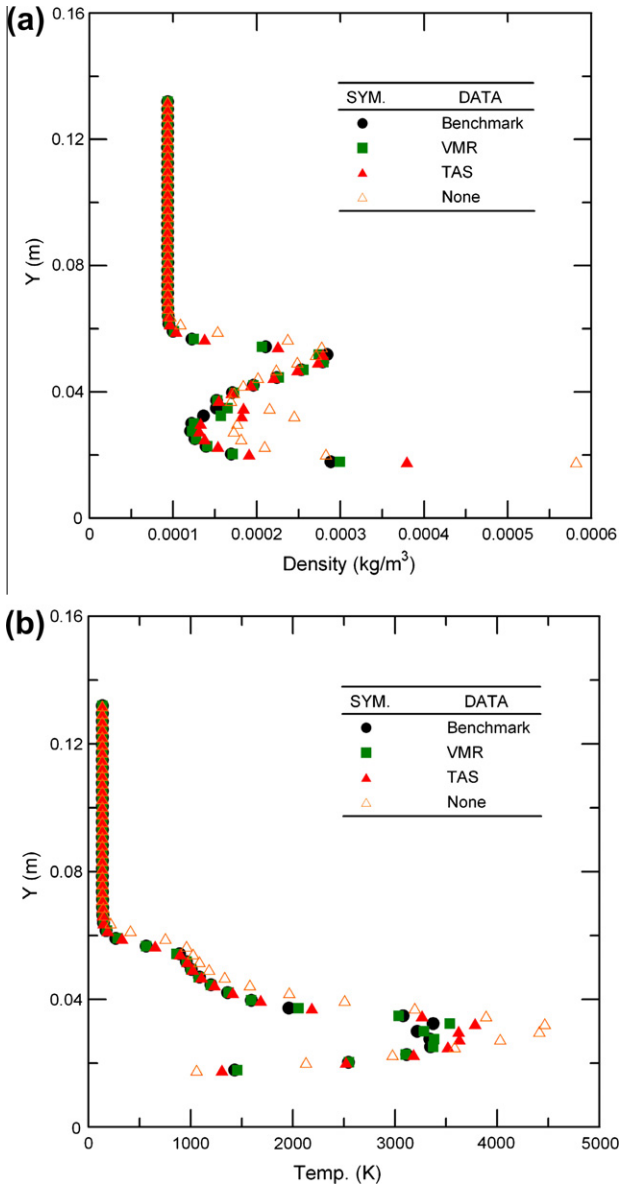 (a)
0.16
0.12
0.08
0.04
0
Y (m)
SYM. DATA
Benchmark
VMR
TAS
None
0 0.0001 0.0002 0.0003 0.0004 0.0005 0.0006
Density (kg/m³)
(b)
0.16
0.12
0.08
0.04
0
Y (m)
SYM. DATA
Benchmark
VMR
TAS
None
0 1000 2000 3000 4000 5000
Temp. (K)